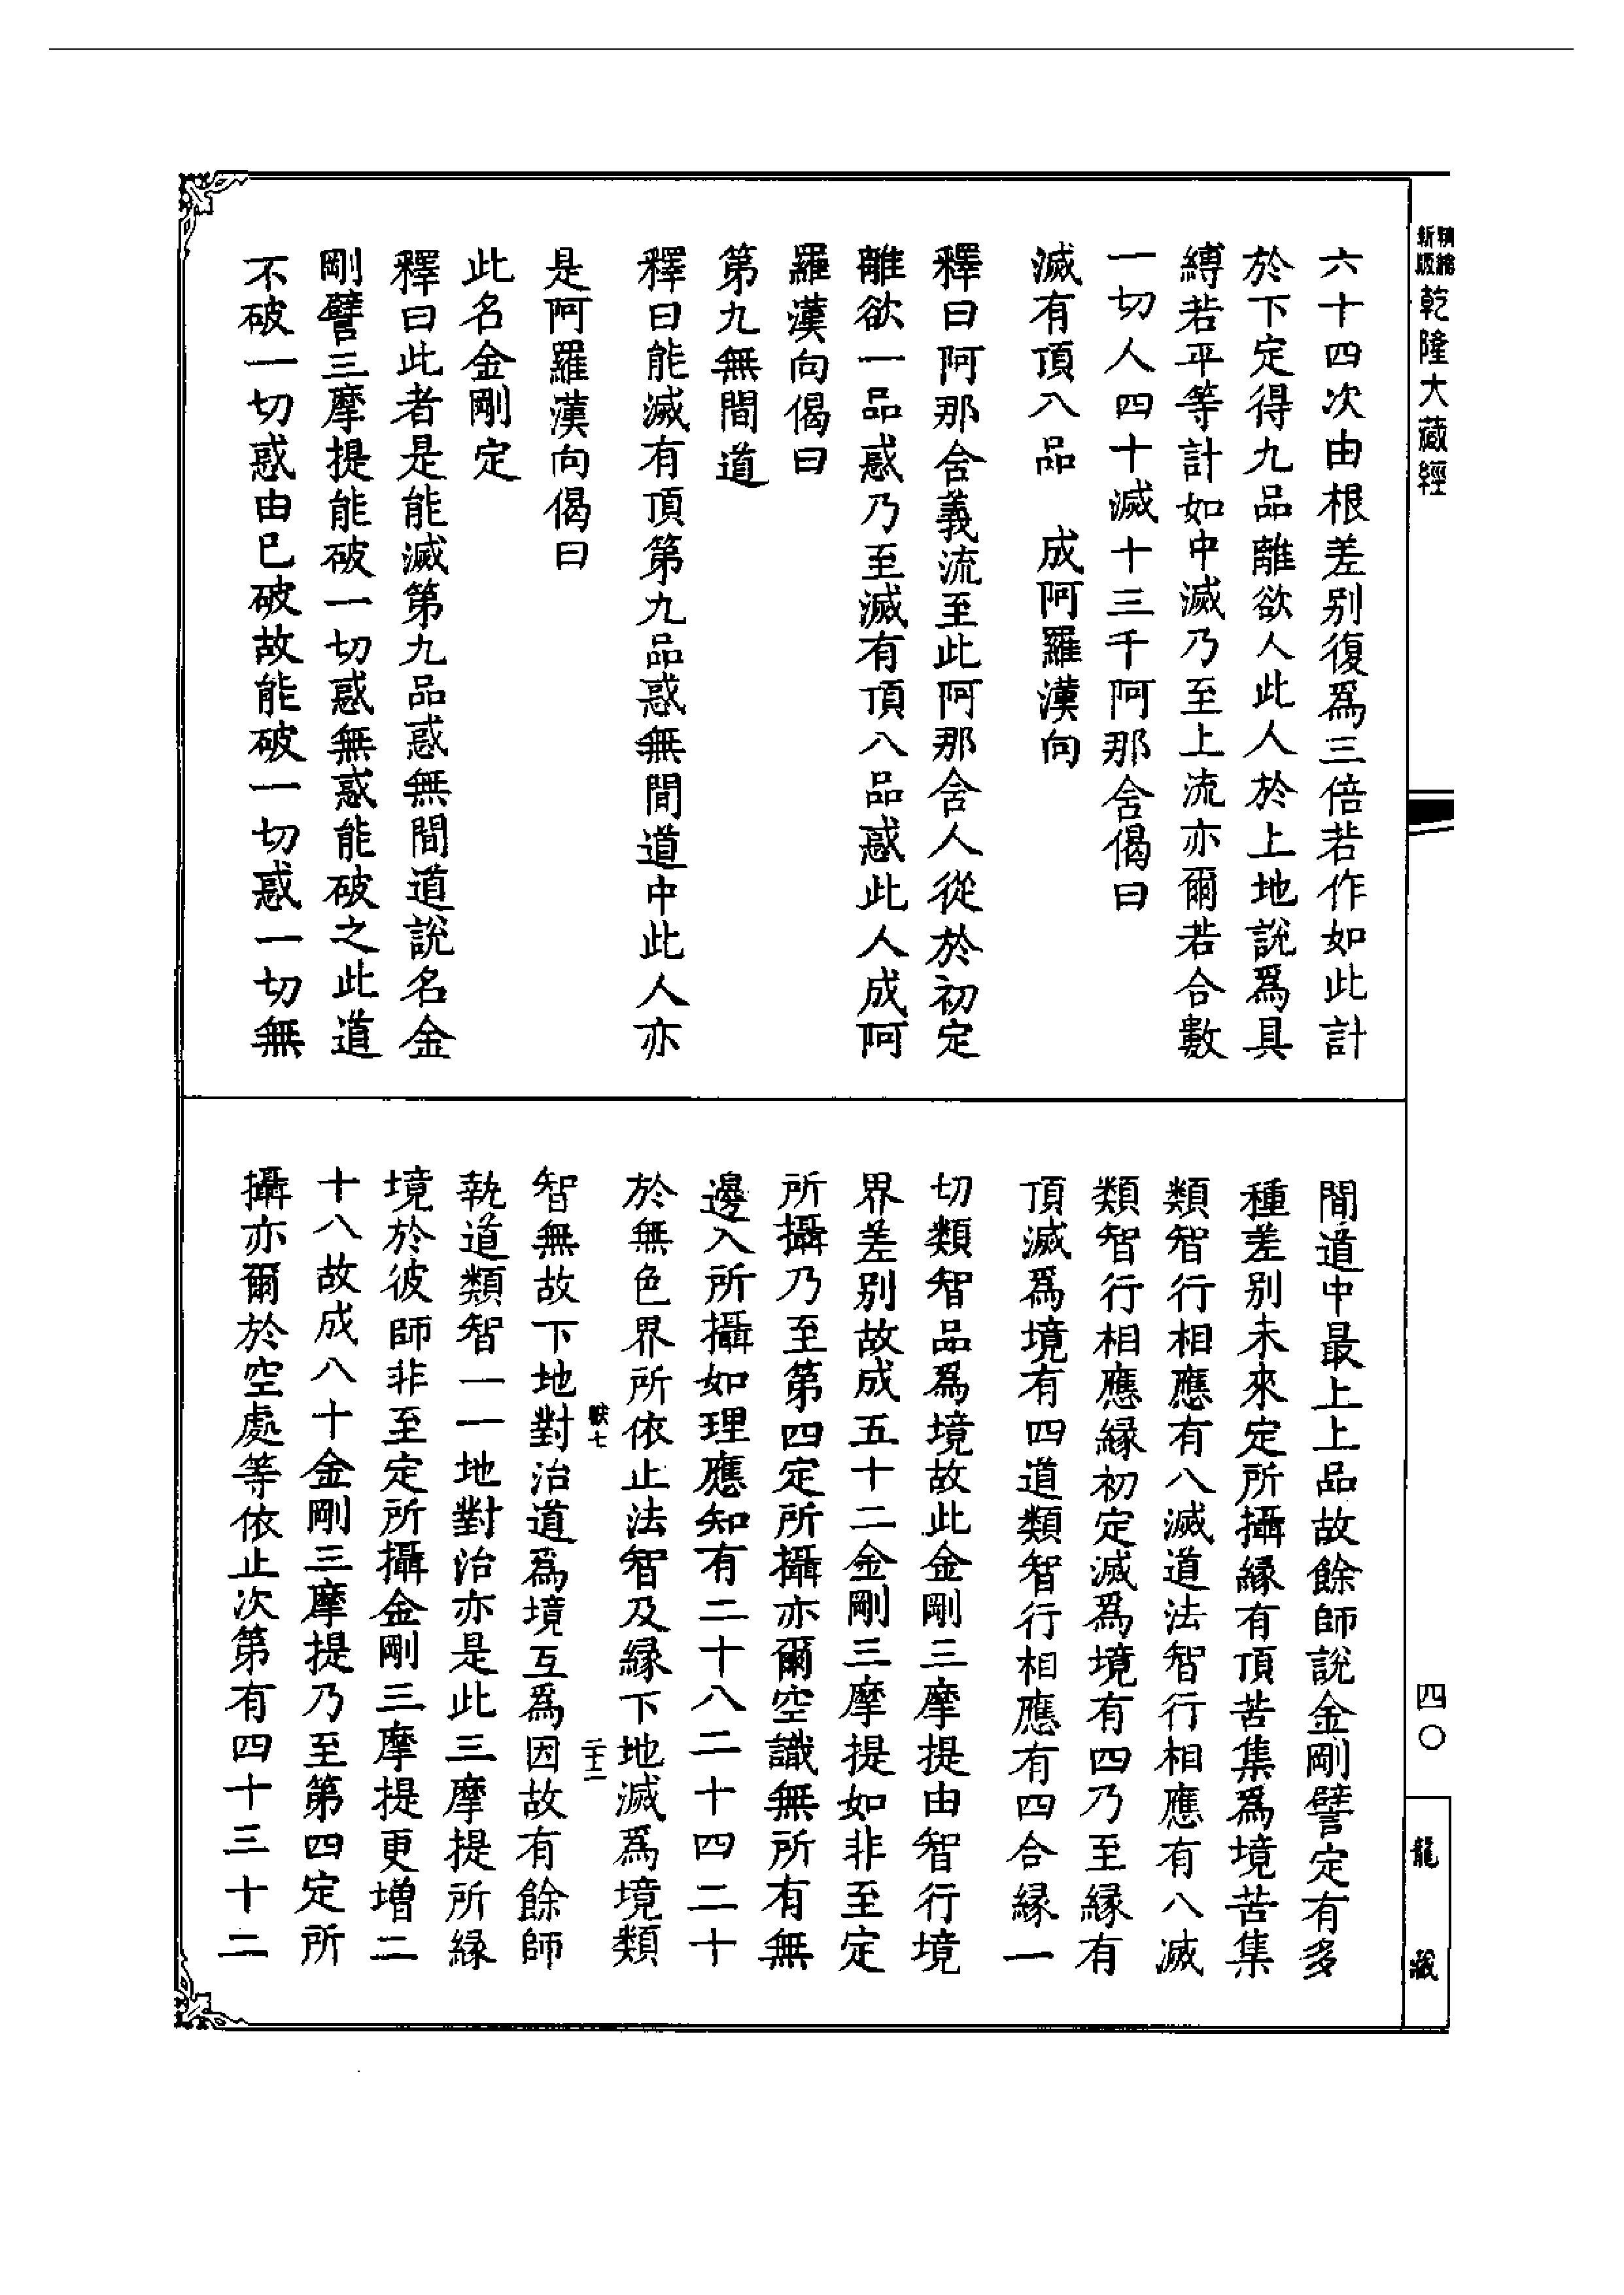 新版
精縮
乾隆大藏經
四〇
龍藏
六十四次由根差别復爲三倍若作如此計
於下定得九品離欲人此人於上地説爲具
縛若平等計如中滅乃至上流亦爾若合數
一切人四十滅十三千阿那含偈曰
滅有頂八品　成阿羅漢向
釋曰阿那含義流至此阿那含人從於初定
離欲一品惑乃至滅有頂八品惑此人成阿
羅漢向偈曰
第九無間道
釋曰能滅有頂第九品惑無間道中此人亦
是阿羅漢向偈曰
此名金剛定
釋曰此者是能滅第九品惑無間道説名金
剛譬三摩提能破一切惑無惑能破之此道
不破一切惑由已破故能破一切惑一切無
間道中最上上品故餘師説金剛譬定有多
種差别未來定所攝緣有頂苦集爲境苦集
類智行相應有八滅道法智行相應有八滅
類智行相應緣初定滅爲境有四乃至緣有
頂滅爲境有四道類智行相應有四合緣一
切類智品爲境故此金剛三摩提由智行境
界差别故成五十二金剛三摩提如非至定
所攝乃至第四定所攝亦爾空識無所有無
邊入所攝如理應知有二十八二十四二十
於無色界所依止法智及緣下地滅爲境類
智無故下地對治道爲境互爲因故有餘師
執道類智一一地對治亦是此三摩提所緣
境於彼師非至定所攝金剛三摩提更增二
十八故成八十金剛三摩提乃至第四定所
攝亦爾於空處等依止次第有四十三十二